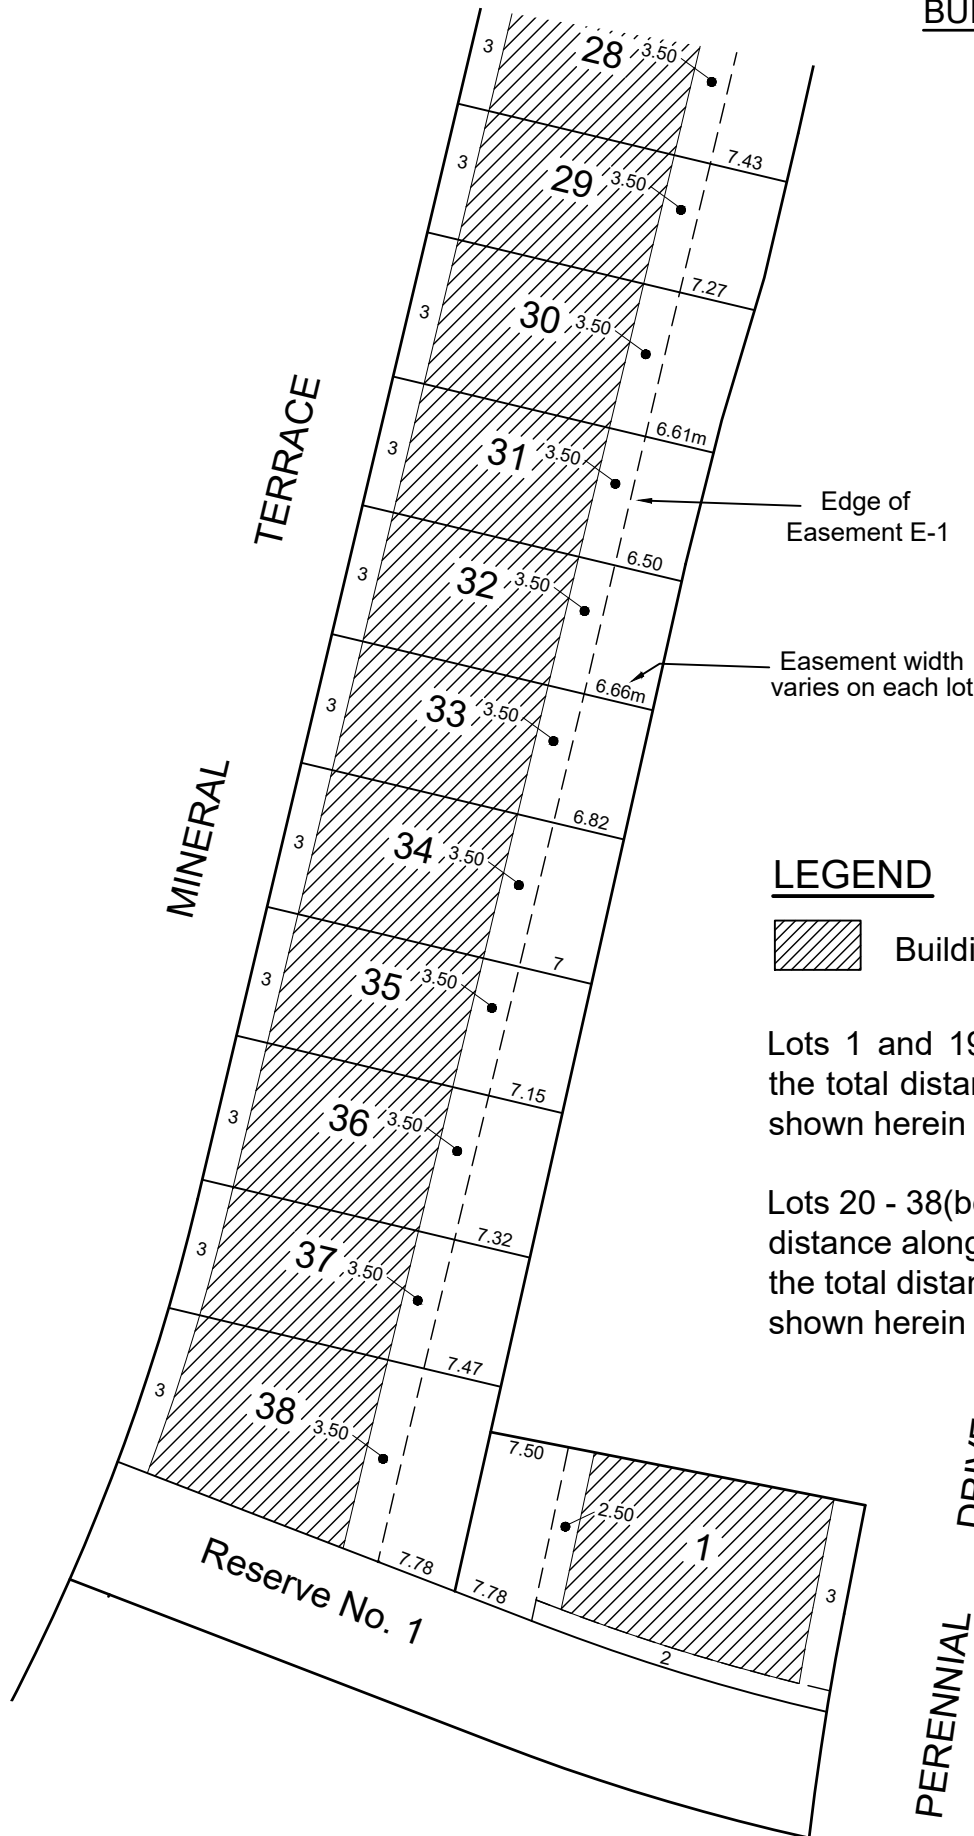 BUI
3
28
3.50
7.43
3
29
3.50
7.27
3
30
3.50
6.61m
3
31
3.50
Edge of
Easement E-1
6.50
3
32
3.50
Easement width
varies on each lot
6.66m
3
33
3.50
6.82
TERRACE
MINERAL
3
34
3.50
7
LEGEND
Buildi
3
35
3.50
7.15
Lots 1 and 19
the total distan
shown herein
3
36
3.50
7.32
Lots 20 - 38(bo
distance along
the total distan
shown herein
3
37
3.50
7.47
3
38
3.50
7.78
7.50
2.50
1
3
7.78
2
Reserve No. 1
DRIVE
PERENNIAL